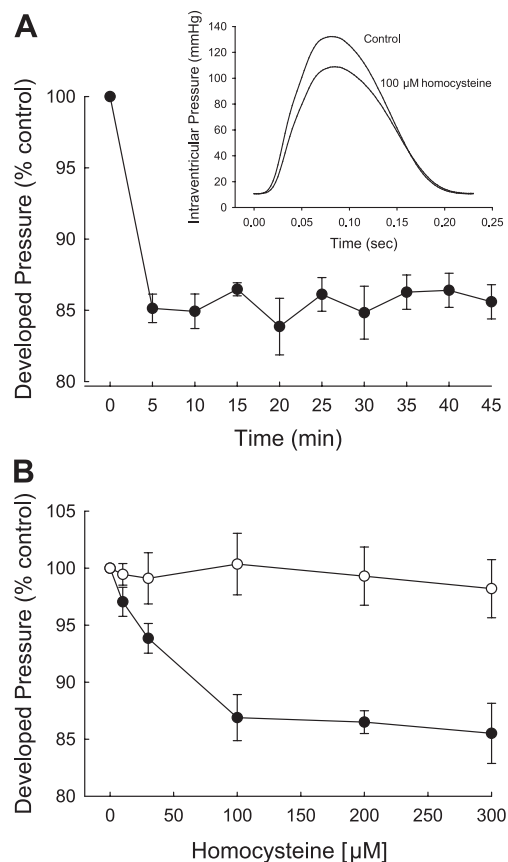 A
Developed Pressure (% control)
100
95
90
85
80
0 5 10 15 20 25 30 35 40 45
Time (min)
Intraventricular Pressure (mmHg)
140
120
100
80
60
40
20
0
Control
100 µM homocysteine
0,00 0,05 0,10 0,15 0,20 0,25
Time (sec)
B
Developed Pressure (% control)
105
100
95
90
85
80
0 50 100 150 200 250 300
Homocysteine [µM]